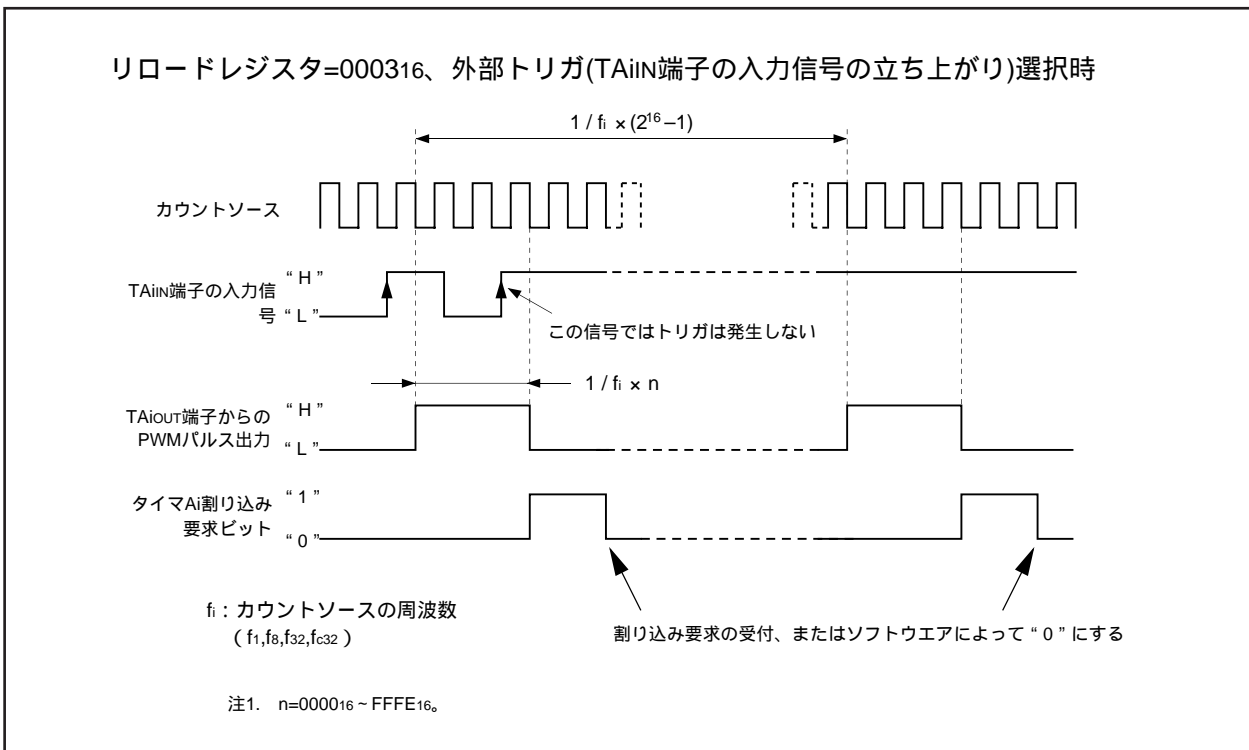 リロードレジスタ=000316、外部トリガ(TAiIN端子の入力信号の立ち上がり)選択時
1 / fi × (2^16 –1)
カウントソース
“ H ”
TAiIN端子の入力信
号 “ L ”
この信号ではトリガは発生しない
1 / fi × n
TAiOUT端子からの “ H ”
PWMパルス出力 “ L ”
タイマAi割り込み “ 1 ”
要求ビット “ 0 ”
fi : カウントソースの周波数
( f1,f8,f32,fC32 )
割り込み要求の受付、またはソフトウエアによって “ 0 ” にする
注1. n=000016 ~ FFFE16。